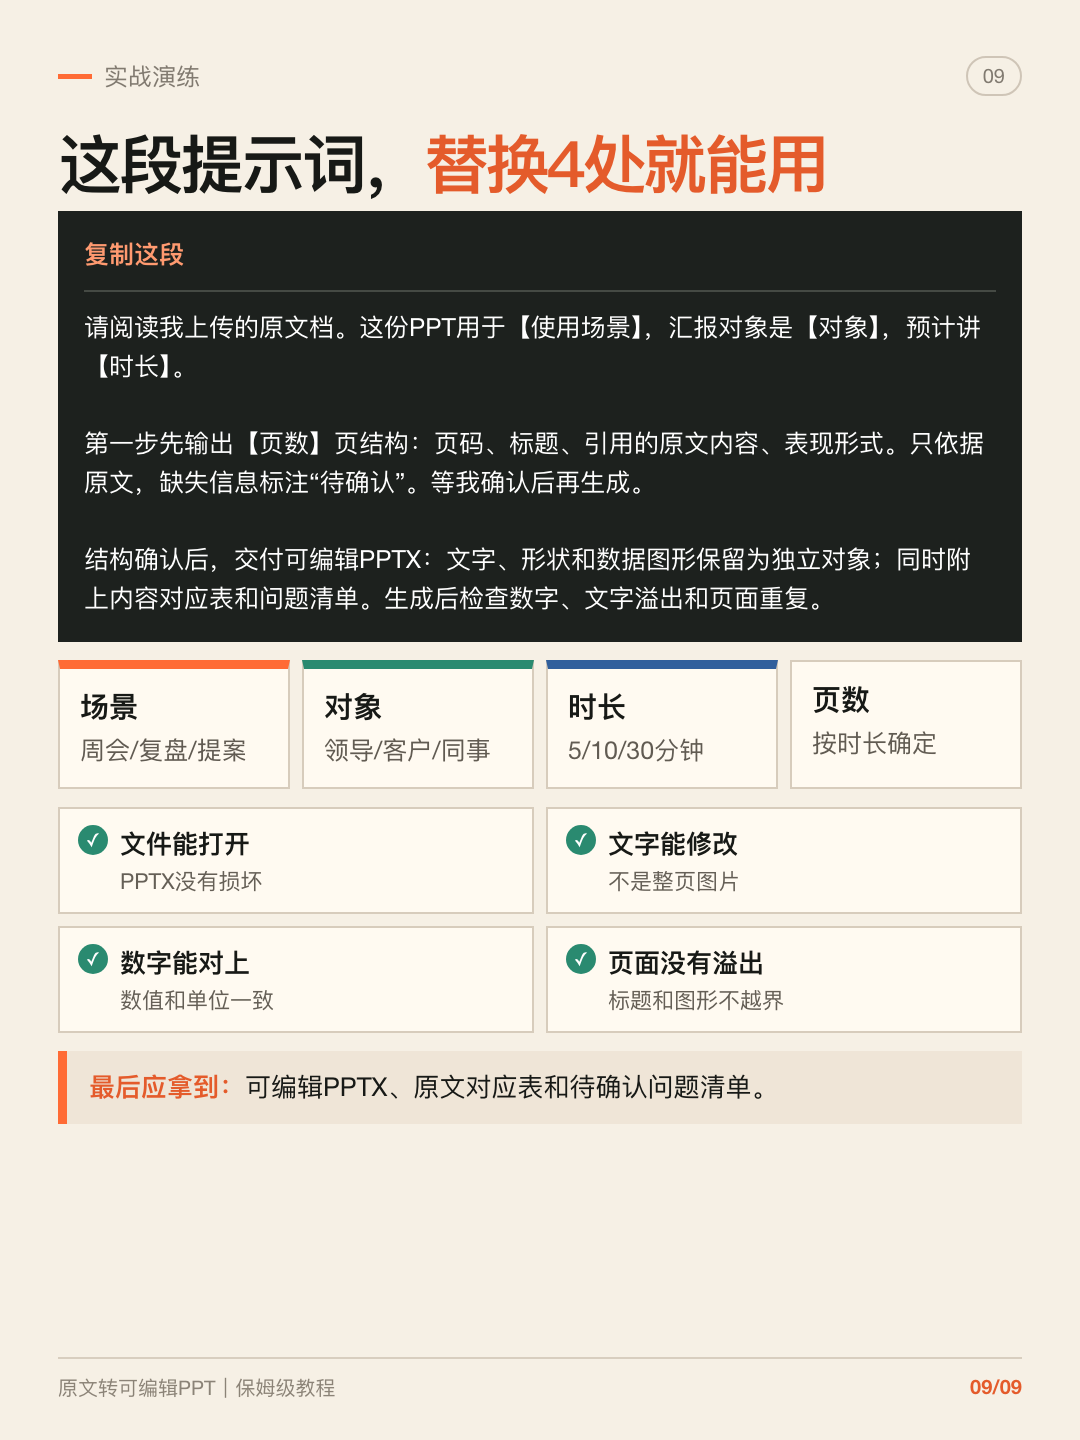 实战演练
09
这段提示词，替换4处就能用
复制这段
请阅读我上传的原文档。这份PPT用于【使用场景】，汇报对象是【对象】，预计讲
【时长】。
第一步先输出【页数】页结构：页码、标题、引用的原文内容、表现形式。只依据
原文，缺失信息标注“待确认”。等我确认后再生成。
结构确认后，交付可编辑PPTX：文字、形状和数据图形保留为独立对象；同时附
上内容对应表和问题清单。生成后检查数字、文字溢出和页面重复。
场景
周会/复盘/提案
对象
领导/客户/同事
时长
5/10/30分钟
页数
按时长确定
✓ 文件能打开
PPTX没有损坏
✓ 文字能修改
不是整页图片
✓ 数字能对上
数值和单位一致
✓ 页面没有溢出
标题和图形不越界
最后应拿到：可编辑PPTX、原文对应表和待确认问题清单。
原文转可编辑PPT｜保姆级教程
09/09